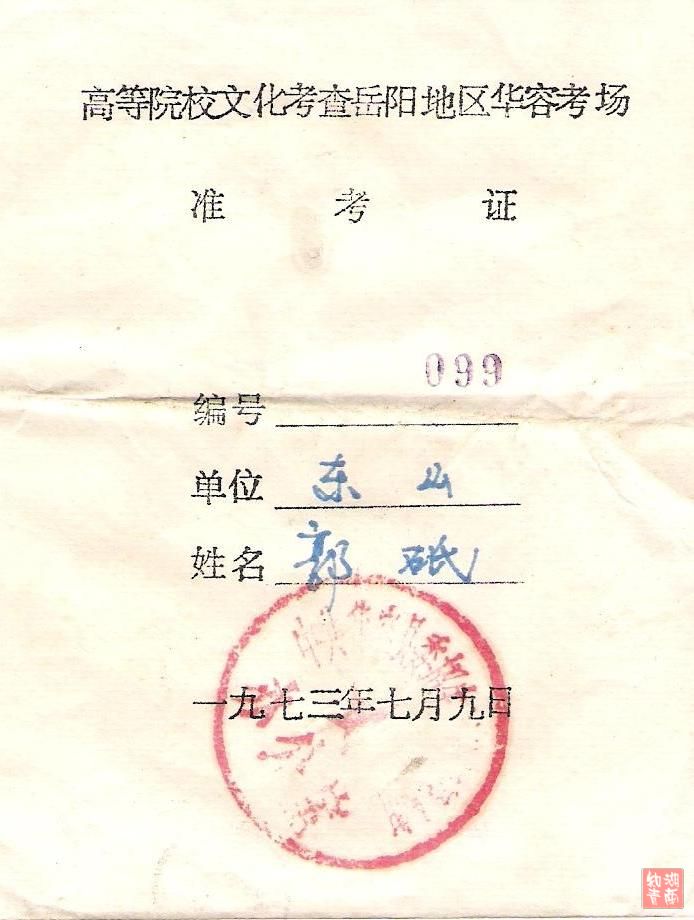 高等院校文化考查岳阳地区华容考场
准考证
编号 099
单位 东山
姓名 郭砥
一九七三年七月九日